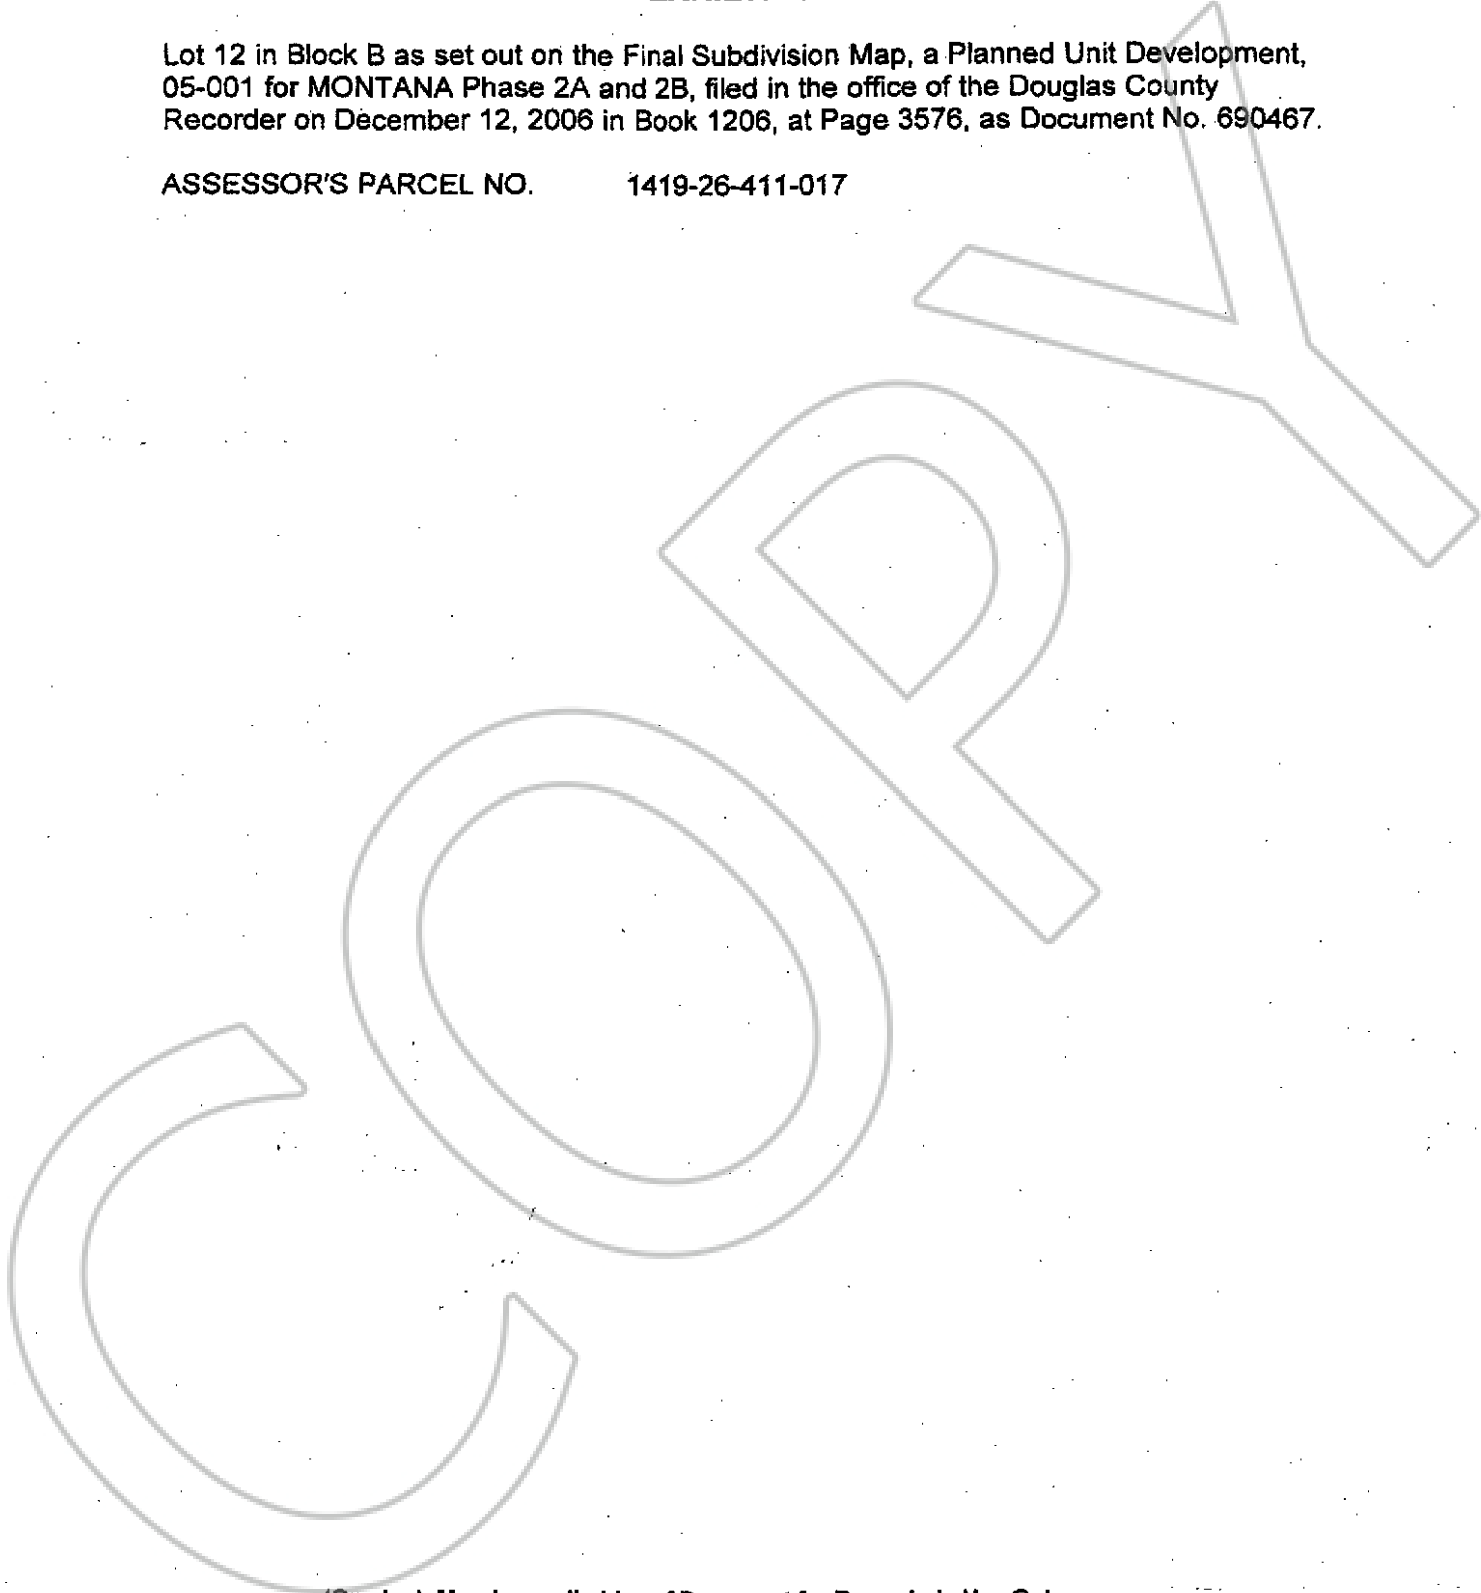 Lot 12 in Block B as set out on the Final Subdivision Map, a Planned Unit Development,
05-001 for MONTANA Phase 2A and 2B, filed in the office of the Douglas County
Recorder on December 12, 2006 in Book 1206, at Page 3576, as Document No. 690467.
ASSESSOR'S PARCEL NO. 1419-26-411-017
COPY